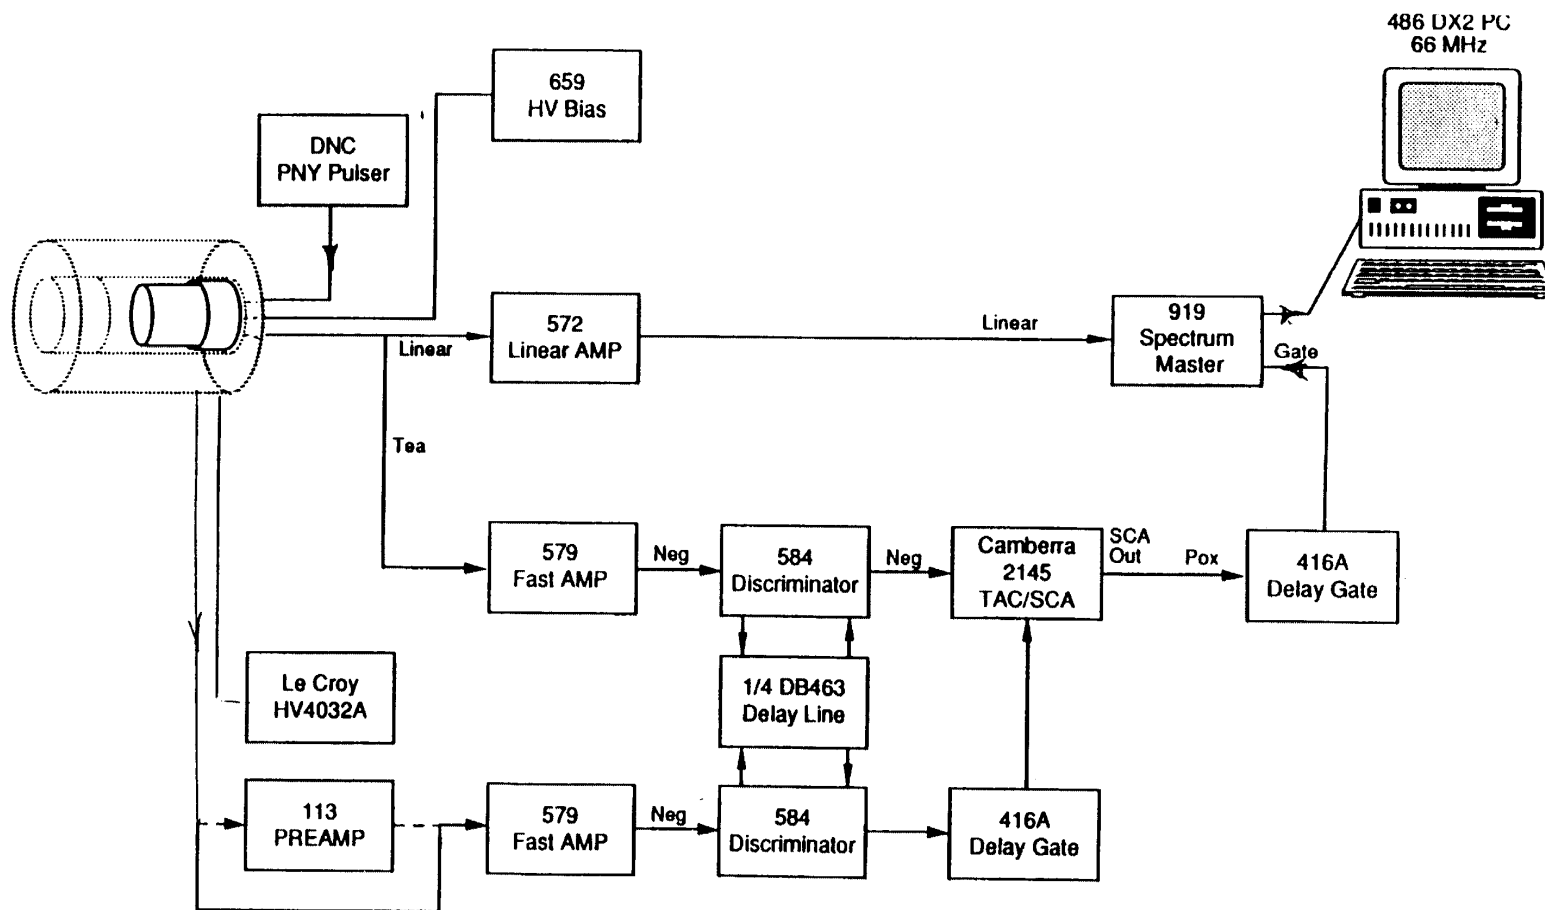 486 DX2 PC
66 MHz
659
HV Bias
DNC
PNY Pulser
572
Linear AMP
Linear
Linear
919
Spectrum
Master
Gate
Tea
579
Fast AMP
Neg
584
Discriminator
Neg
Camberra
2145
TAC/SCA
SCA
Out
Pox
416A
Delay Gate
Le Croy
HV4032A
1/4 DB463
Delay Line
113
PREAMP
579
Fast AMP
Neg
584
Discriminator
416A
Delay Gate